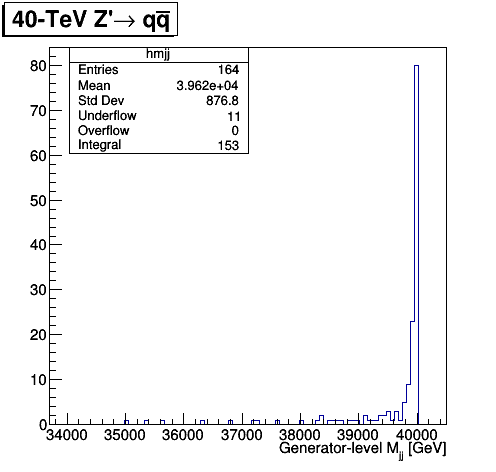 40-TeV Z'→ qq̅
hmjj
Entries 164
Mean 3.962e+04
Std Dev 876.8
Underflow 11
Overflow 0
Integral 153
80
70
60
50
40
30
20
10
0
34000 35000 36000 37000 38000 39000 40000
Generator-level Mjj [GeV]